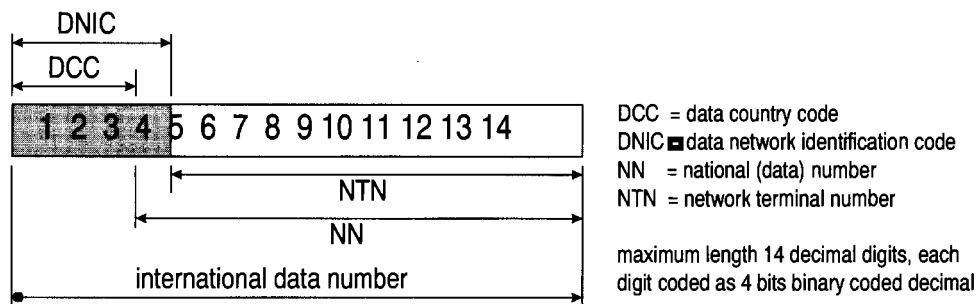 DNIC
DCC
1 2 3 4 5 6 7 8 9 10 11 12 13 14
NTN
NN
international data number
DCC = data country code
DNIC = data network identification code
NN = national (data) number
NTN = network terminal number
maximum length 14 decimal digits, each
digit coded as 4 bits binary coded decimal